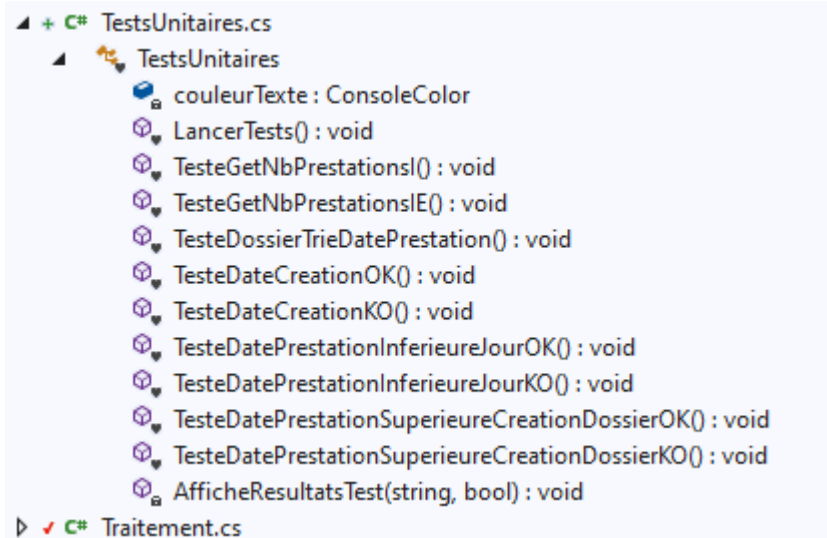 C# TestsUnitaires.cs
TestsUnitaires
couleurTexte : ConsoleColor
LancerTests() : void
TesteGetNbPrestationsI() : void
TesteGetNbPrestationsIE() : void
TesteDossierTrieDatePrestation() : void
TesteDateCreationOK() : void
TesteDateCreationKO() : void
TesteDatePrestationInferieureJourOK() : void
TesteDatePrestationInferieureJourKO() : void
TesteDatePrestationSuperieureCreationDossierOK() : void
TesteDatePrestationSuperieureCreationDossierKO() : void
AfficheResultatsTest(string, bool) : void
C# Traitement.cs